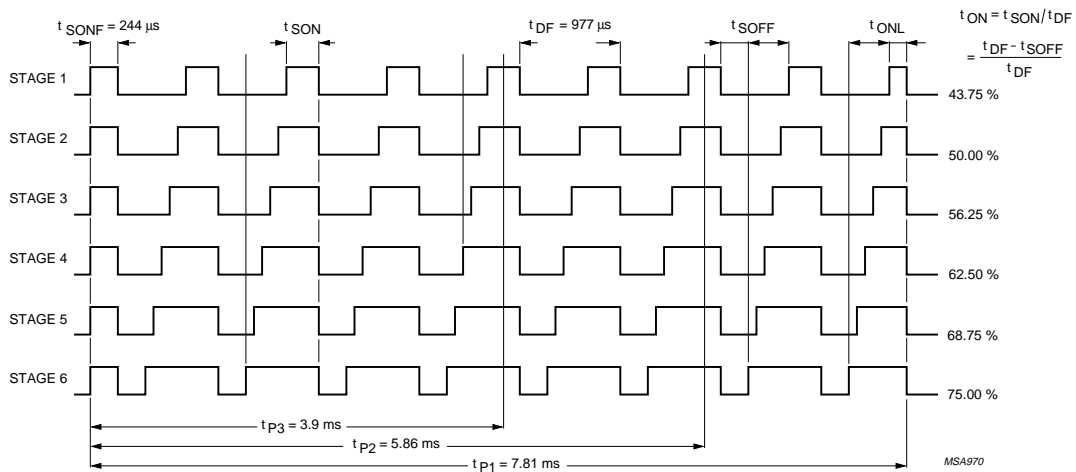 t SONF = 244 μs
t SON
t DF = 977 μs
t SOFF
t ONL
t ON = t SON / t DF
= t DF - t SOFF
t DF
STAGE 1
43.75 %
STAGE 2
50.00 %
STAGE 3
56.25 %
STAGE 4
62.50 %
STAGE 5
68.75 %
STAGE 6
75.00 %
t P3 = 3.9 ms
t P2 = 5.86 ms
t P1 = 7.81 ms
MSA970